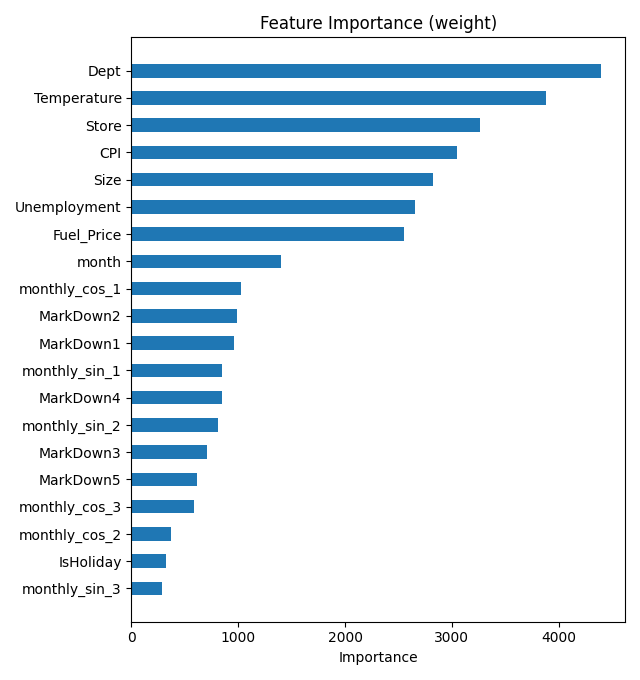 Feature Importance (weight)
Dept
Temperature
Store
CPI
Size
Unemployment
Fuel_Price
month
monthly_cos_1
MarkDown2
MarkDown1
monthly_sin_1
MarkDown4
monthly_sin_2
MarkDown3
MarkDown5
monthly_cos_3
monthly_cos_2
IsHoliday
monthly_sin_3
0 1000 2000 3000 4000
Importance